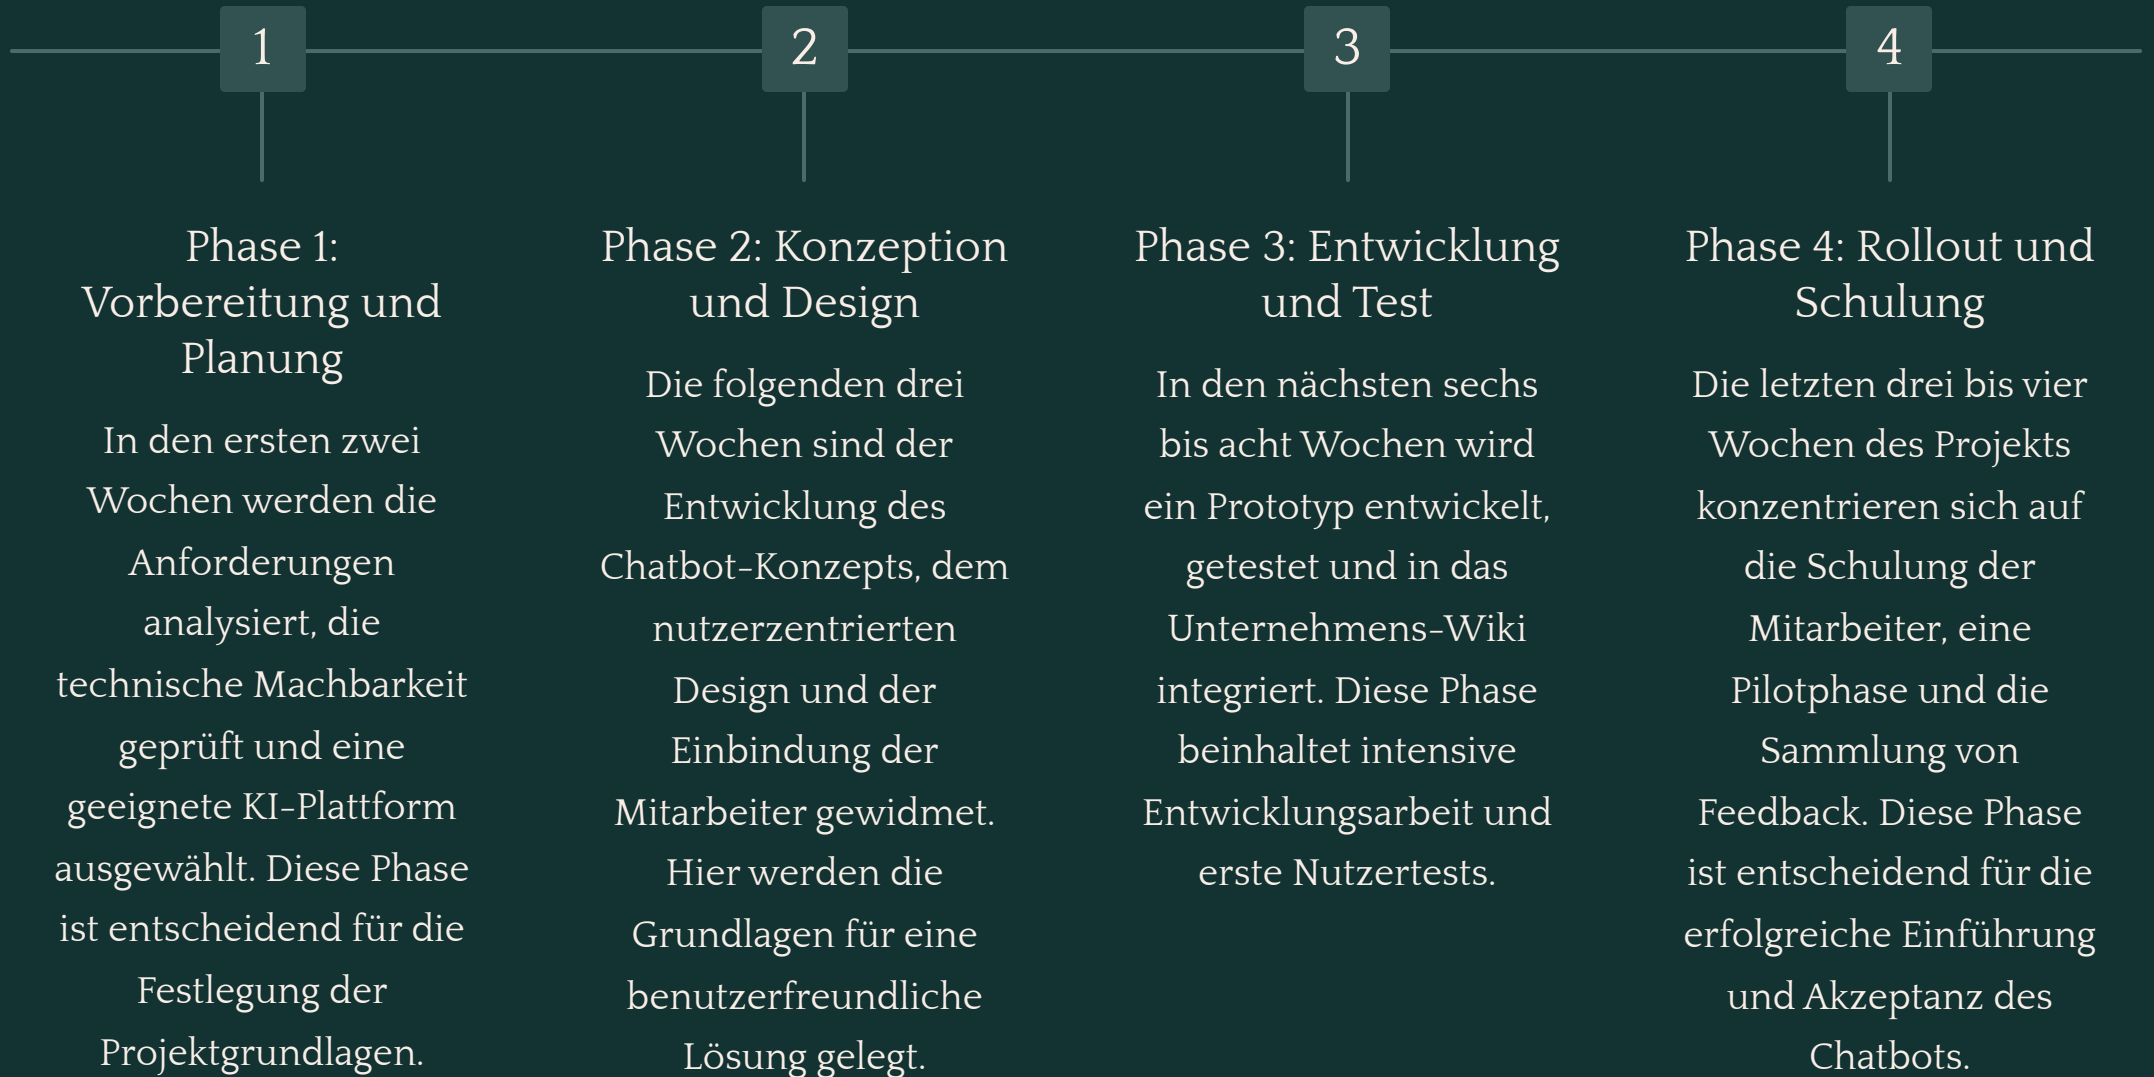 1
2
3
4
Phase 1:
Vorbereitung und
Planung
In den ersten zwei
Wochen werden die
Anforderungen
analysiert, die
technische Machbarkeit
geprüft und eine
geeignete KI-Plattform
ausgewählt. Diese Phase
ist entscheidend für die
Festlegung der
Projektgrundlagen.
Phase 2: Konzeption
und Design
Die folgenden drei
Wochen sind der
Entwicklung des
Chatbot-Konzepts, dem
nutzerzentrierten
Design und der
Einbindung der
Mitarbeiter gewidmet.
Hier werden die
Grundlagen für eine
benutzerfreundliche
Lösung gelegt.
Phase 3: Entwicklung
und Test
In den nächsten sechs
bis acht Wochen wird
ein Prototyp entwickelt,
getestet und in das
Unternehmens-Wiki
integriert. Diese Phase
beinhaltet intensive
Entwicklungsarbeit und
erste Nutzertests.
Phase 4: Rollout und
Schulung
Die letzten drei bis vier
Wochen des Projekts
konzentrieren sich auf
die Schulung der
Mitarbeiter, eine
Pilotphase und die
Sammlung von
Feedback. Diese Phase
ist entscheidend für die
erfolgreiche Einführung
und Akzeptanz des
Chatbots.